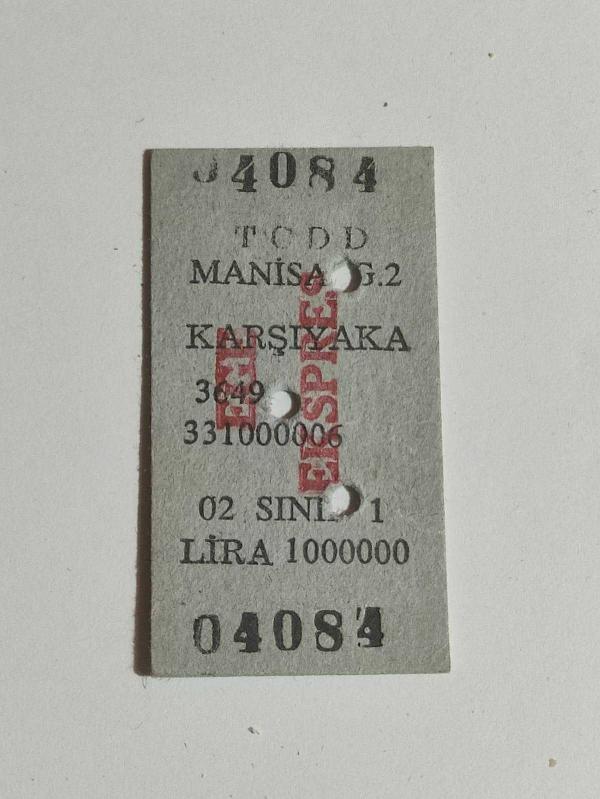 04084
TCDD
MANİSA G.2
KARŞIYAKA
3649
331000006
02 SINIF 1
LİRA 1000000
04084
EKSPRES